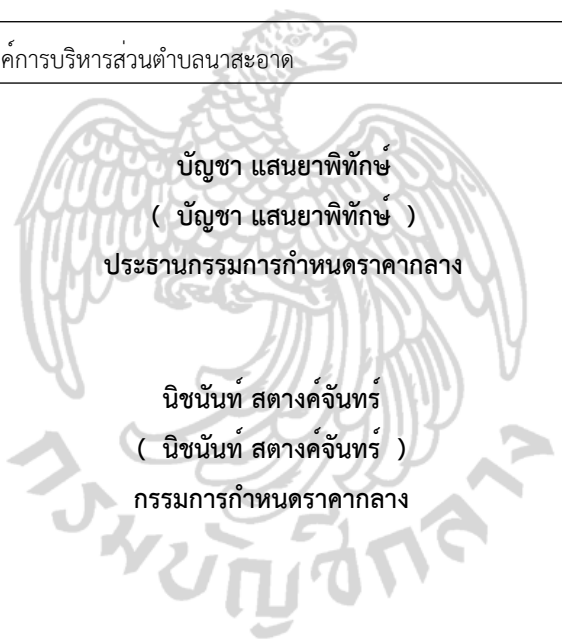 ค์การบริหารส่วนตำบลนาสะอาด
บัญชา แสนยาพิทักษ์
( บัญชา แสนยาพิทักษ์ )
ประธานกรรมการกำหนดราคากลาง
นิชนันท์ สตางค์จันทร์
( นิชนันท์ สตางค์จันทร์ )
กรรมการกำหนดราคากลาง
กรมบัญชีกลาง